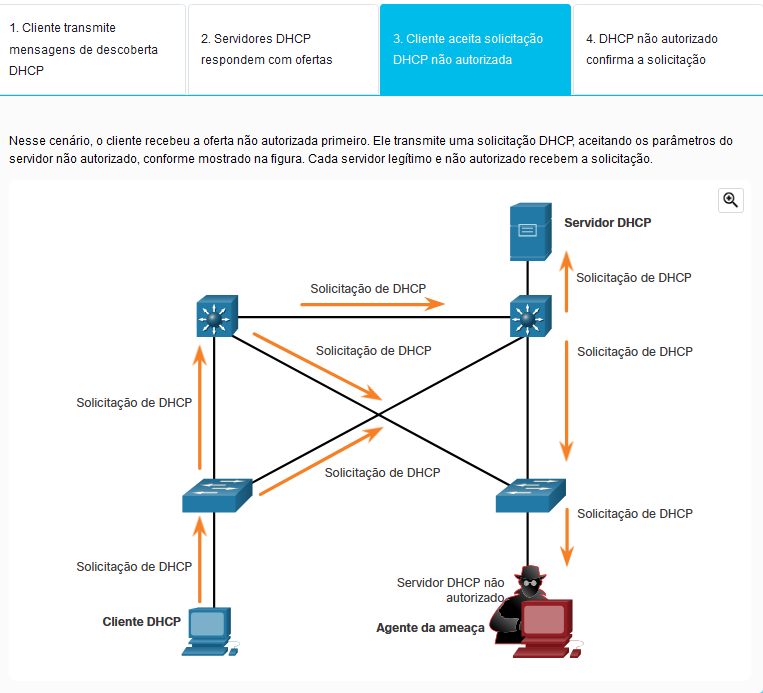 1. Cliente transmite
mensagens de descoberta
DHCP
2. Servidores DHCP
respondem com ofertas
3. Cliente aceita solicitação
DHCP não autorizada
4. DHCP não autorizado
confirma a solicitação
Nesse cenário, o cliente recebeu a oferta não autorizada primeiro. Ele transmite uma solicitação DHCP, aceitando os parâmetros do
servidor não autorizado, conforme mostrado na figura. Cada servidor legítimo e não autorizado recebem a solicitação.
Servidor DHCP
Solicitação de DHCP
Solicitação de DHCP
Solicitação de DHCP
Solicitação de DHCP
Solicitação de DHCP
Solicitação de DHCP
Solicitação de DHCP
Solicitação de DHCP
Servidor DHCP não
autorizado
Cliente DHCP
Agente da ameaça